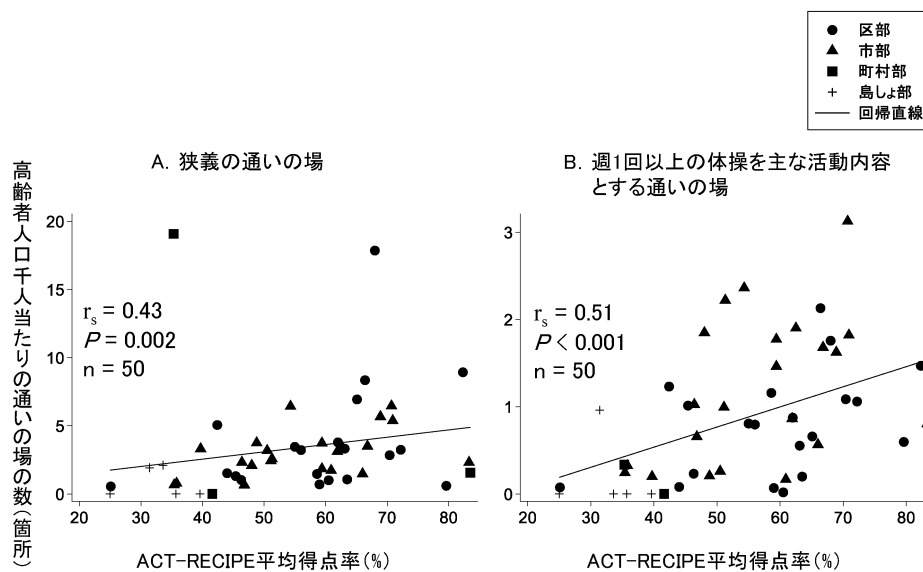 区部
市部
町村部
島しょ部
回帰直線
高齢者人口千人当たりの通いの場の数(箇所)
A. 狭義の通いの場
20
15
10
5
0
rs = 0.43
P = 0.002
n = 50
20 30 40 50 60 70 80
ACT-RECIPE平均得点率(%)
B. 週1回以上の体操を主な活動内容
とする通いの場
3
2
1
0
rs = 0.51
P < 0.001
n = 50
20 30 40 50 60 70 80
ACT-RECIPE平均得点率(%)